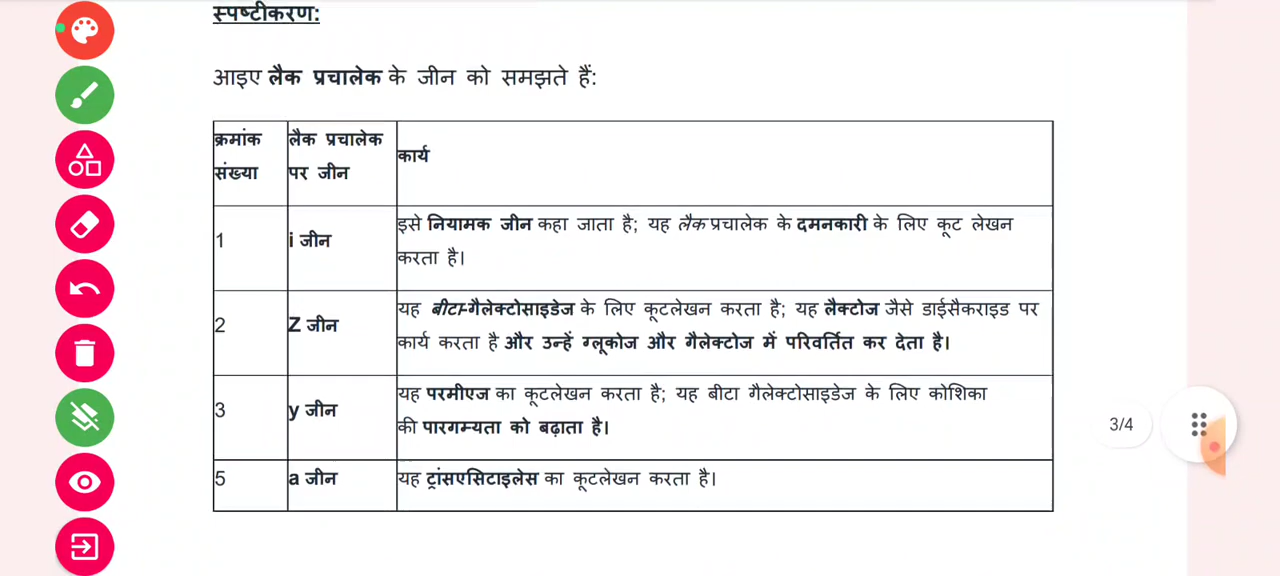 स्पष्टीकरण:
आइए लैक प्रचालेक के जीन को समझते हैं:
क्रमांक संख्या
लैक प्रचालेक पर जीन
कार्य
1
i जीन
इसे नियामक जीन कहा जाता है; यह लैक प्रचालेक के दमनकारी के लिए कूट लेखन
करता है।
2
Z जीन
यह बीटा-गैलेक्टोसाइडेज के लिए कूटलेखन करता है; यह लैक्टोज जैसे डाईसैकराइड पर
कार्य करता है और उन्हें ग्लूकोज और गैलेक्टोज में परिवर्तित कर देता है।
3
y जीन
यह परमीएज का कूटलेखन करता है; यह बीटा गैलेक्टोसाइडेज के लिए कोशिका
की पारगम्यता को बढ़ाता है।
5
a जीन
यह ट्रांसएसिटाइलेस का कूटलेखन करता है।
3/4